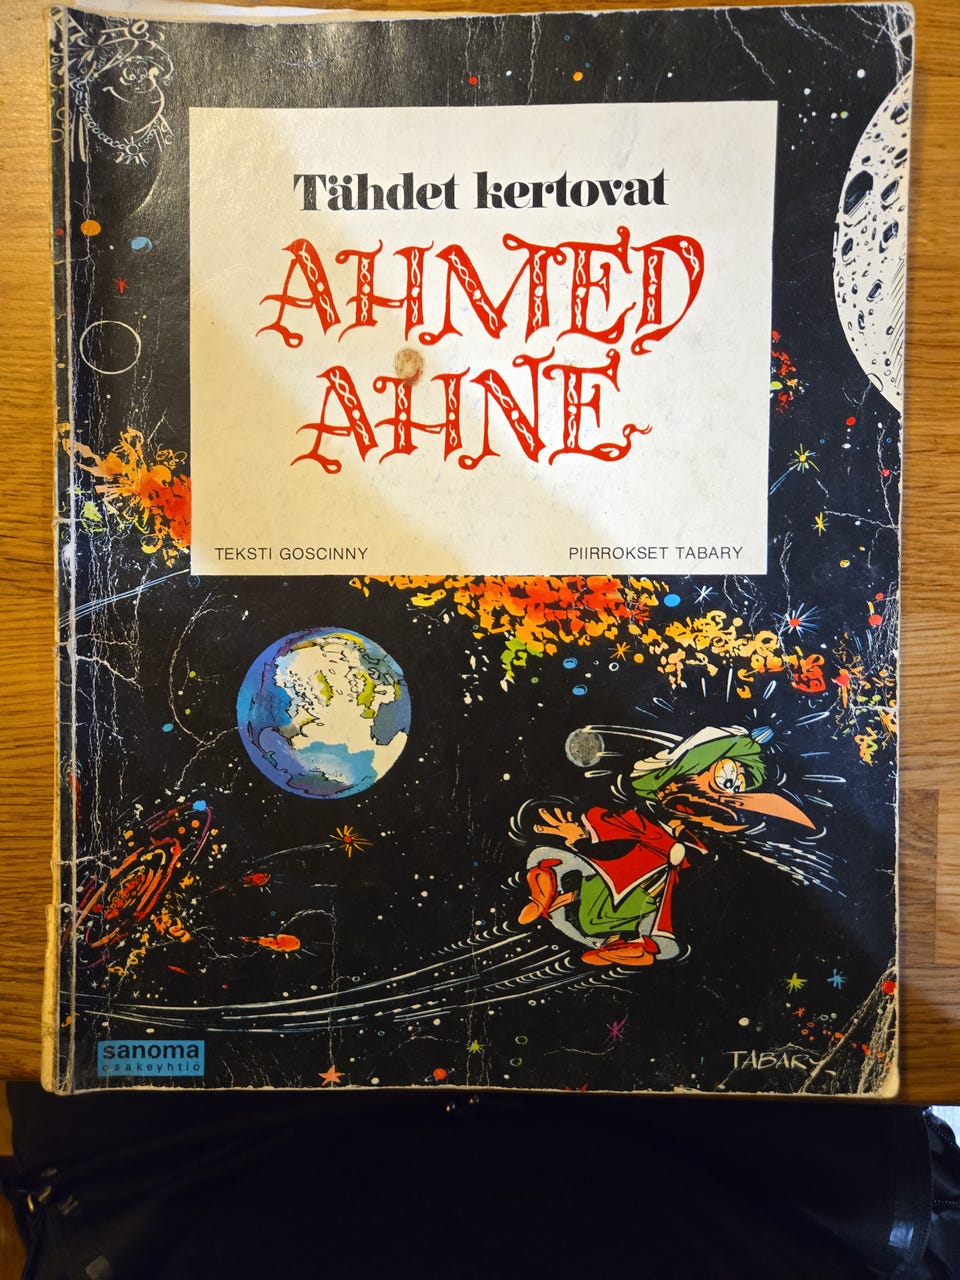 Tähdet kertovat
AHMED
AHNE
TEKSTI GOSCINNY
PIIRROKSET TABARY
sanoma
osakeyhtiö
TABARY